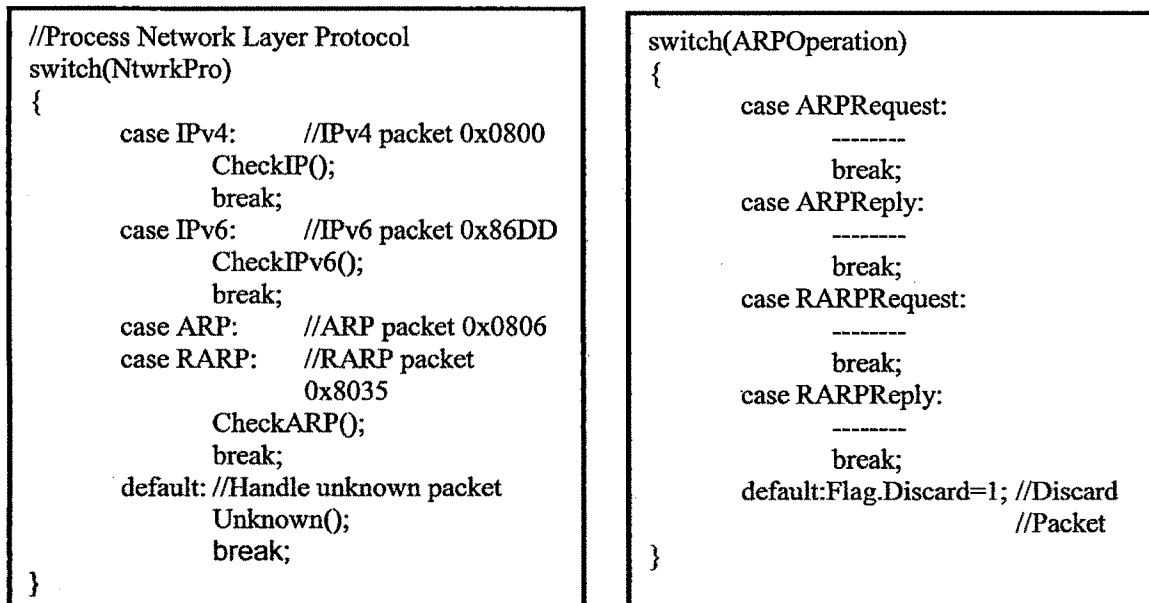 //Process Network Layer Protocol
switch(NtwrkPro)
{
case IPv4: //IPv4 packet 0x0800
CheckIP();
break;
case IPv6: //IPv6 packet 0x86DD
CheckIPv6();
break;
case ARP: //ARP packet 0x0806
case RARP: //RARP packet
0x8035
CheckARP();
break;
default: //Handle unknown packet
Unknown();
break;
}
switch(ARPOperation)
{
case ARPRequest:
--------
break;
case ARPReply:
--------
break;
case RARPRequest:
--------
break;
case RARPReply:
--------
break;
default:Flag.Discard=1; //Discard
//Packet
}